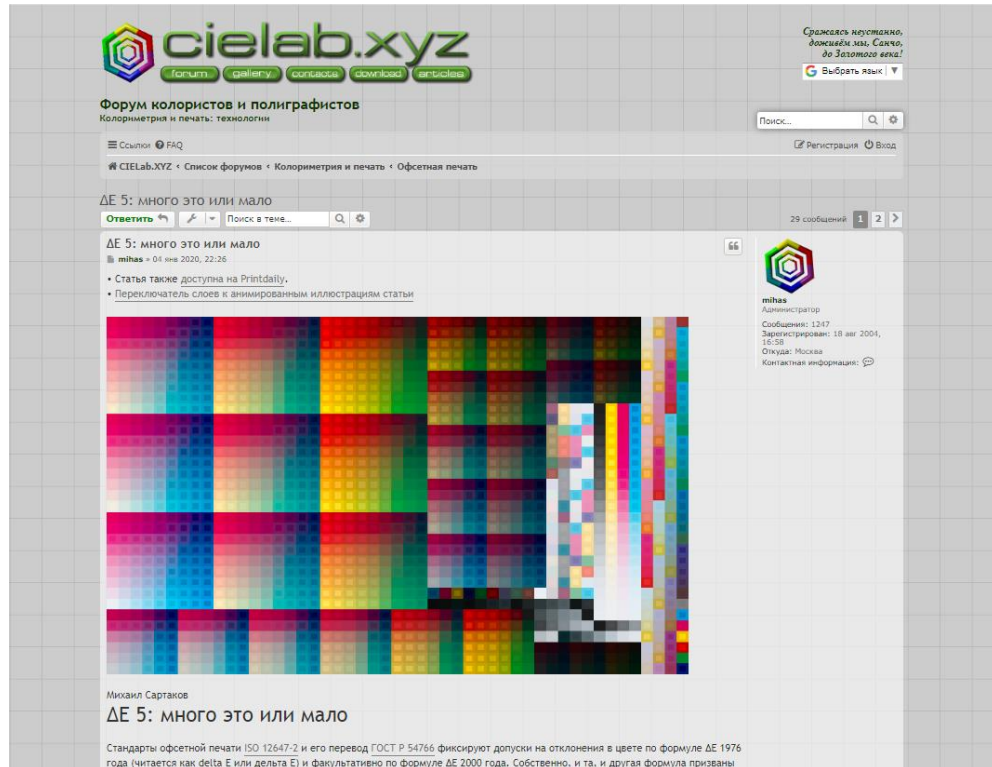 cielab.xyz
forum gallery contacts download articles
Сражаясь неустанно,
доживём мы, Санчо,
до Золотого века!
Выбрать язык ▼
Форум колористов и полиграфистов
Колориметрия и печать: технологии
Поиск…
Ссылки FAQ
Регистрация Вход
CIELab.XYZ ‹ Список форумов ‹ Колориметрия и печать ‹ Офсетная печать
ΔE 5: много это или мало
Ответить Поиск в теме… 29 сообщений 1 2
ΔE 5: много это или мало
mihas » 04 янв 2020, 22:26
• Статья также доступна на Printdaily.
• Переключатель слоев к анимированным иллюстрациям статьи
mihas
Администратор
Сообщения: 1247
Зарегистрирован: 18 авг 2004,
16:58
Откуда: Москва
Контактная информация:
Михаил Сартаков
ΔE 5: много это или мало
Стандарты офсетной печати ISO 12647-2 и его перевод ГОСТ Р 54766 фиксируют допуски на отклонения в цвете по формуле ΔE 1976
года (читается как delta E или дельта E) и факультативно по формуле ΔE 2000 года. Собственно, и та, и другая формула призваны